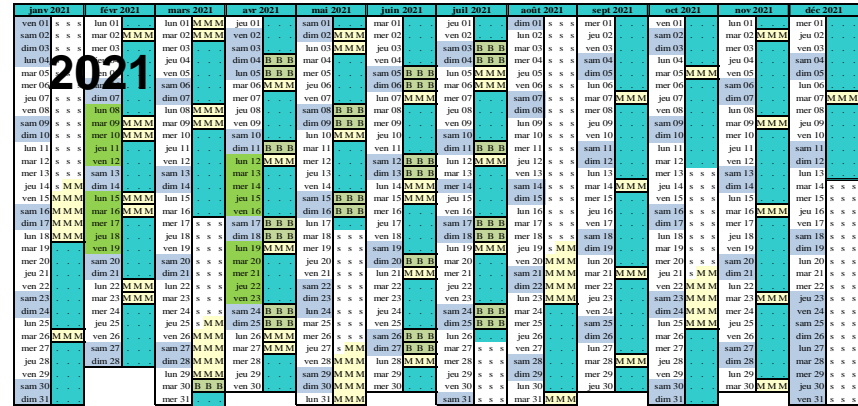 janv 2021 févr 2021 mars 2021 avr 2021 mai 2021 juin 2021 juil 2021 août 2021 sept 2021 oct 2021 nov 2021 déc 2021
ven 01 s s s lun 01 lun 01 M M M jeu 01 sam 01 mar 01 jeu 01 dim 01 s s s mer 01 ven 01 lun 01 mer 01
sam 02 s s s mar 02 M M M mar 02 M M M ven 02 dim 02 M M M mer 02 ven 02 lun 02 s s s jeu 02 sam 02 mar 02 M M M jeu 02
dim 03 s s s mer 03 mer 03 sam 03 lun 03 M M M jeu 03 sam 03 B B B mar 03 s s s ven 03 dim 03 mer 03 ven 03
lun 04 s s s jeu 04 jeu 04 dim 04 B B B mar 04 ven 04 dim 04 B B B mer 04 s s s sam 04 lun 04 jeu 04 sam 04
2021
mar 05 s s s ven 05 lun 05 B B B mer 05 sam 05 B B B lun 05 M M M jeu 05 s s s dim 05 mar 05 M M M ven 05 dim 05
mer 06 s s s sam 06 mar 06 M M M jeu 06 dim 06 B B B mar 06 M M M ven 06 s s s lun 06 mer 06 sam 06 lun 06
jeu 07 s s s dim 07 dim 07 mer 07 ven 07 lun 07 M M M mer 07 sam 07 s s s mar 07 M M M jeu 07 dim 07 mar 07 M M M
ven 08 s s s lun 08 lun 08 M M M jeu 08 sam 08 B B B mar 08 jeu 08 dim 08 s s s mer 08 ven 08 lun 08 mer 08
sam 09 s s s mar 09 M M M mar 09 M M M ven 09 dim 09 B B B mer 09 ven 09 lun 09 s s s jeu 09 sam 09 mar 09 M M M jeu 09
dim 10 s s s mer 10 M M M mer 10 sam 10 lun 10 M M M jeu 10 sam 10 mar 10 s s s ven 10 dim 10 mer 10 ven 10
lun 11 s s s jeu 11 jeu 11 dim 11 B B B mar 11 ven 11 dim 11 B B B mer 11 s s s sam 11 lun 11 jeu 11 sam 11
mar 12 s s s ven 12 ven 12 lun 12 M M M mer 12 sam 12 B B B lun 12 M M M jeu 12 s s s dim 12 mar 12 ven 12 dim 12
mer 13 s s s sam 13 sam 13 mar 13 jeu 13 dim 13 B B B mar 13 ven 13 s s s lun 13 mer 13 s s s sam 13 lun 13
jeu 14 s M M dim 14 dim 14 mer 14 ven 14 lun 14 M M M mer 14 sam 14 s s s mar 14 M M M jeu 14 s s s dim 14 mar 14 s s s
ven 15 M M M lun 15 M M M lun 15 jeu 15 sam 15 B B B mar 15 jeu 15 dim 15 s s s mer 15 ven 15 s s s lun 15 mer 15 s s s
sam 16 M M M mar 16 M M M mar 16 ven 16 dim 16 B B B mer 16 ven 16 lun 16 s s s jeu 16 sam 16 s s s mar 16 M M M jeu 16 s s s
dim 17 M M M mer 17 mer 17 s s s sam 17 B B B lun 17 jeu 17 sam 17 B B B mar 17 s s s ven 17 dim 17 s s s mer 17 ven 17 s s s
lun 18 M M M jeu 18 jeu 18 s s s dim 18 B B B mar 18 s s s ven 18 dim 18 B B B mer 18 s s s sam 18 lun 18 s s s jeu 18 sam 18 s s s
mar 19 ven 19 ven 19 s s s lun 19 M M M mer 19 s s s sam 19 lun 19 M M M jeu 19 s M M dim 19 mar 19 s s s ven 19 dim 19 s s s
mer 20 sam 20 sam 20 s s s mar 20 jeu 20 s s s dim 20 B B B mar 20 ven 20 M M M lun 20 mer 20 s s s sam 20 lun 20 s s s
jeu 21 dim 21 dim 21 s s s mer 21 ven 21 s s s lun 21 M M M mer 21 sam 21 M M M mar 21 M M M jeu 21 s M M dim 21 mar 21 s s s
ven 22 lun 22 M M M lun 22 s s s jeu 22 sam 22 s s s mar 22 jeu 22 dim 22 M M M mer 22 ven 22 M M M lun 22 mer 22 s s s
sam 23 mar 23 M M M mar 23 s s s ven 23 dim 23 s s s mer 23 ven 23 lun 23 M M M jeu 23 sam 23 M M M mar 23 M M M jeu 23 s s s
dim 24 mer 24 mer 24 s s s sam 24 B B B lun 24 s s s jeu 24 sam 24 B B B mar 24 ven 24 dim 24 M M M mer 24 ven 24 s s s
lun 25 jeu 25 jeu 25 s M M dim 25 B B B mar 25 s s s ven 25 dim 25 B B B mer 25 sam 25 lun 25 M M M jeu 25 sam 25 s s s
mar 26 M M M ven 26 ven 26 M M M lun 26 M M M mer 26 s s s sam 26 B B B lun 26 jeu 26 dim 26 mar 26 ven 26 dim 26 s s s
mer 27 sam 27 sam 27 M M M mar 27 M M M jeu 27 s M M dim 27 B B B mar 27 s s s ven 27 lun 27 mer 27 sam 27 lun 27 s s s
jeu 28 dim 28 dim 28 M M M mer 28 ven 28 M M M lun 28 M M M mer 28 s s s sam 28 mar 28 M M M jeu 28 dim 28 mar 28 s s s
ven 29 lun 29 M M M jeu 29 sam 29 M M M mar 29 jeu 29 s s s dim 29 mer 29 ven 29 lun 29 mer 29 s s s
sam 30 mar 30 B B B ven 30 dim 30 M M M mer 30 ven 30 s s s lun 30 jeu 30 sam 30 mar 30 M M M jeu 30 s s s
dim 31 mer 31 lun 31 M M M sam 31 s s s mar 31 M M M dim 31 ven 31 s s s